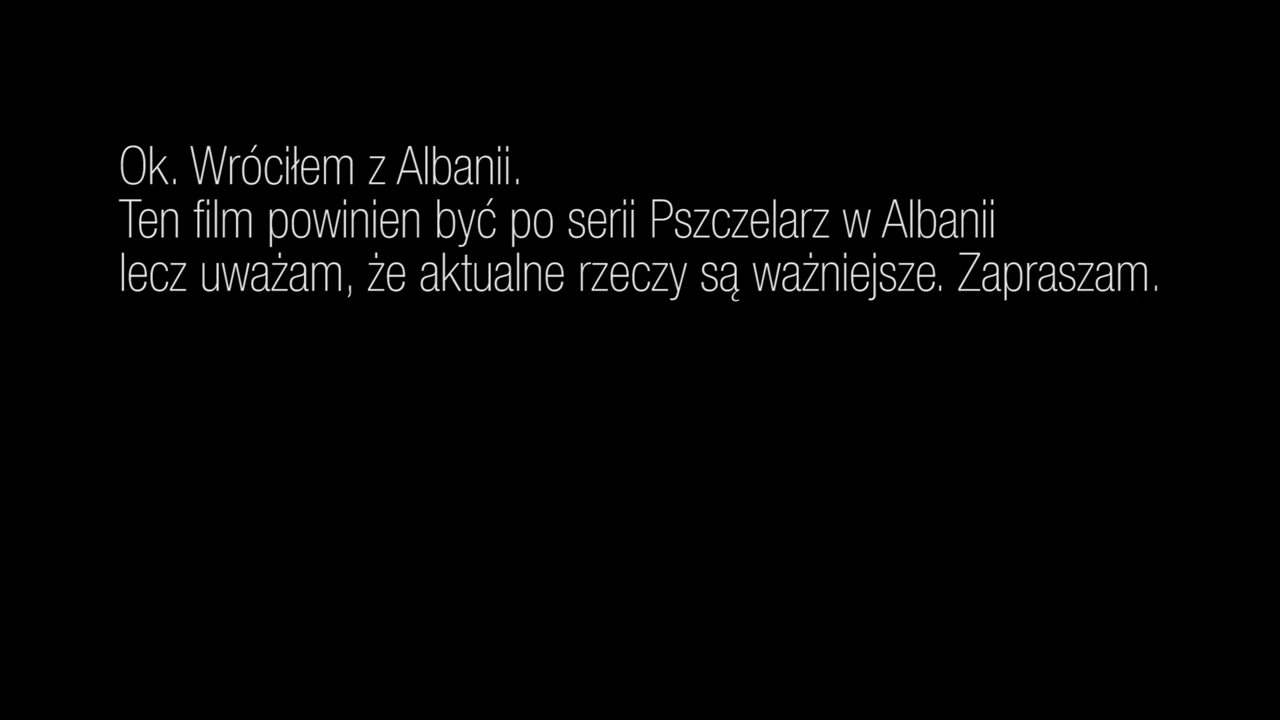 Ok. Wróciłem z Albanii.
Ten film powinien być po serii Pszczelarz w Albanii
lecz uważam, że aktualne rzeczy są ważniejsze. Zapraszam.